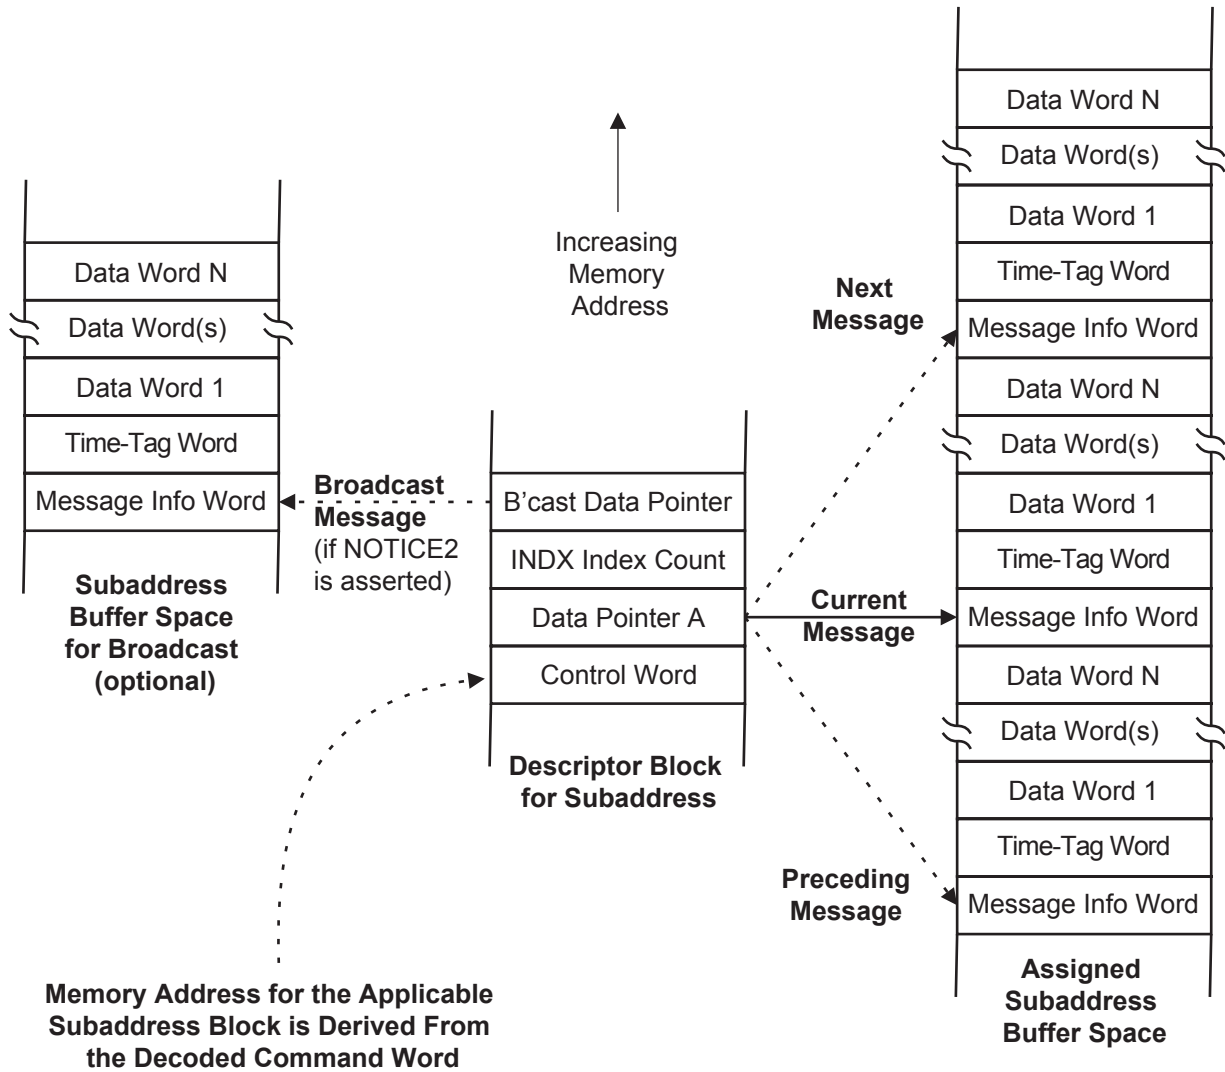 Data Word N
Data Word(s)
Data Word 1
Time-Tag Word
Message Info Word
Subaddress
Buffer Space
for Broadcast
(optional)
Broadcast
Message
(if NOTICE2
is asserted)
Increasing
Memory
Address
B'cast Data Pointer
INDX Index Count
Data Pointer A
Control Word
Descriptor Block
for Subaddress
Memory Address for the Applicable
Subaddress Block is Derived From
the Decoded Command Word
Next
Message
Current
Message
Preceding
Message
Data Word N
Data Word(s)
Data Word 1
Time-Tag Word
Message Info Word
Data Word N
Data Word(s)
Data Word 1
Time-Tag Word
Message Info Word
Data Word N
Data Word(s)
Data Word 1
Time-Tag Word
Message Info Word
Assigned
Subaddress
Buffer Space